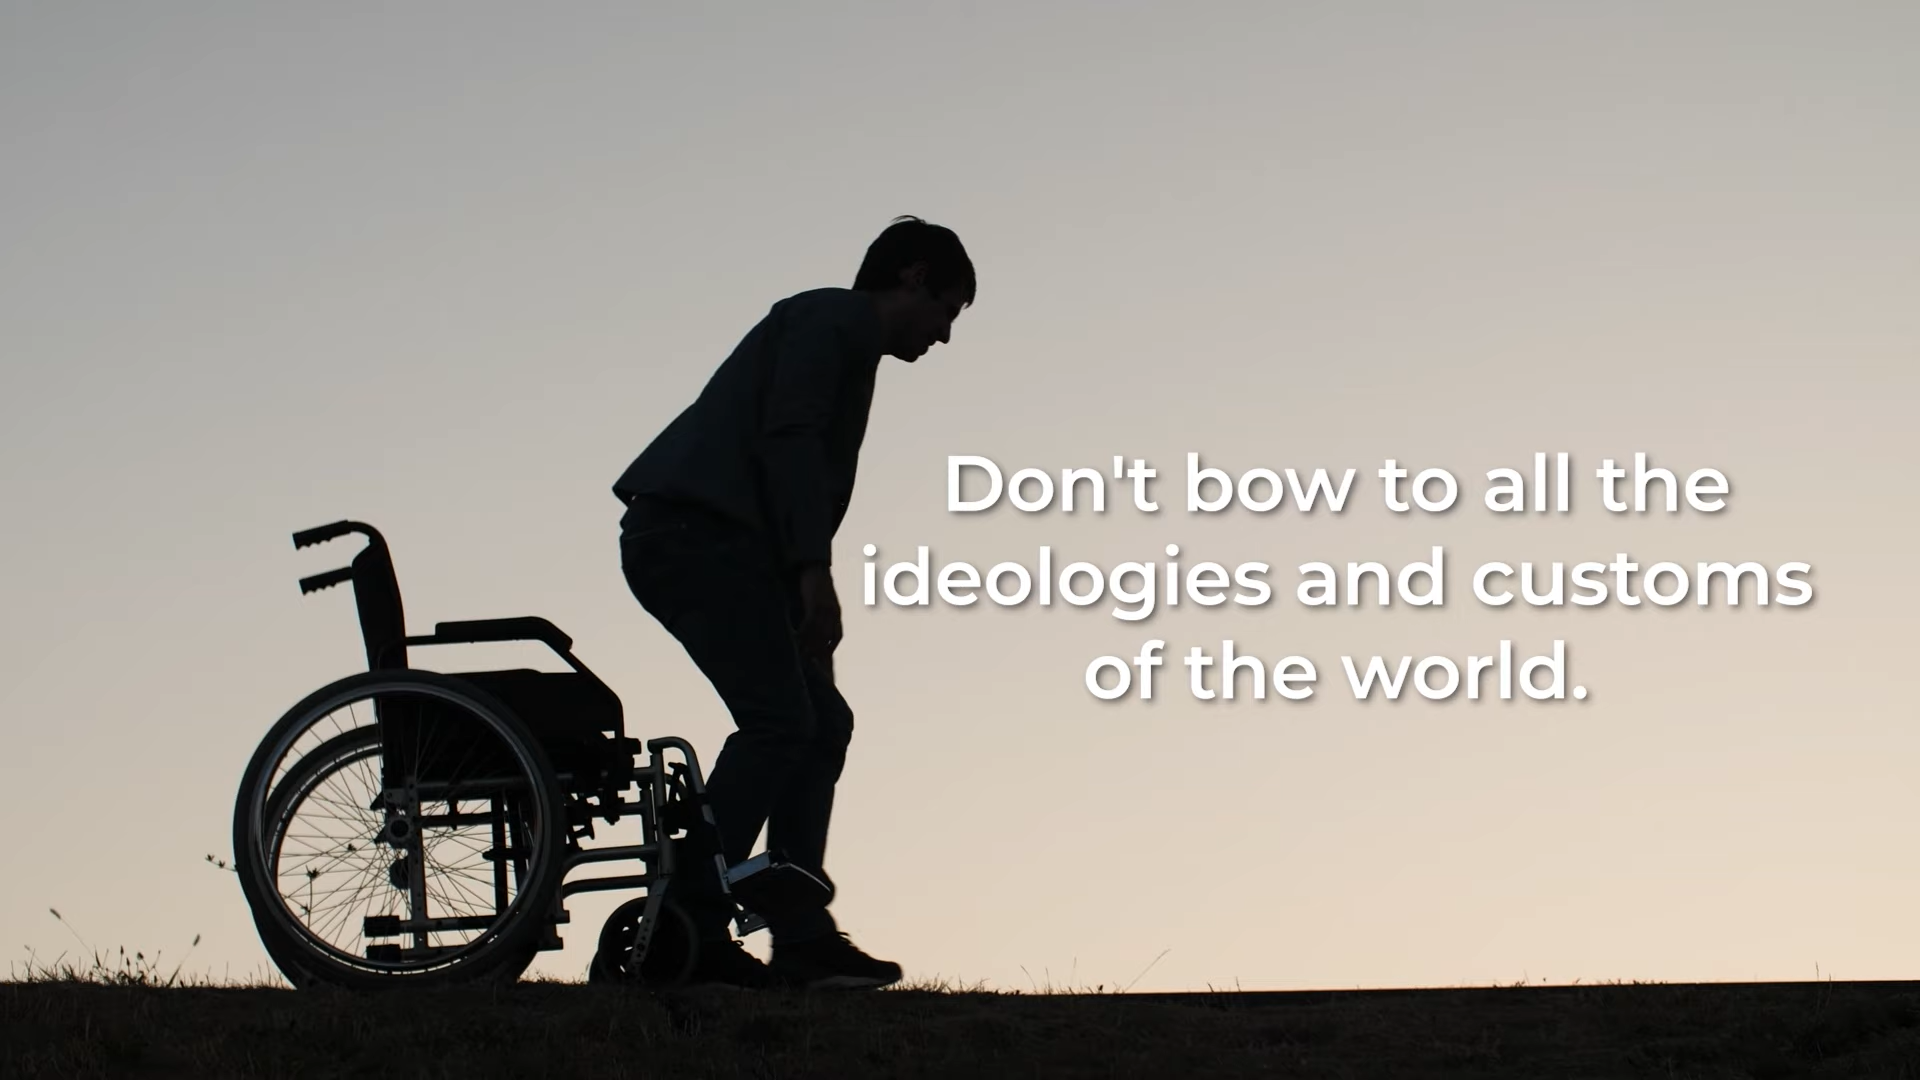 Don't bow to all the
ideologies and customs
of the world.